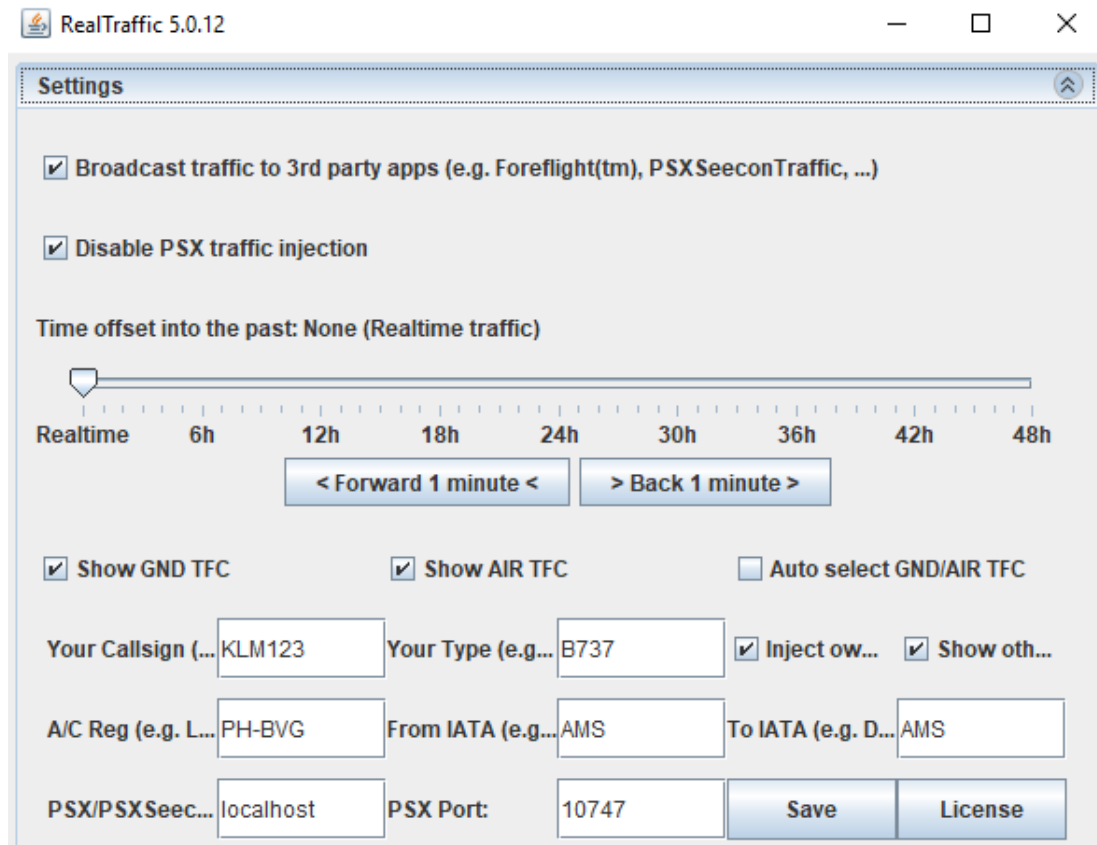 RealTraffic 5.0.12
Settings
Broadcast traffic to 3rd party apps (e.g. Foreflight(tm), PSXSeeconTraffic, ...)
Disable PSX traffic injection
Time offset into the past: None (Realtime traffic)
Realtime 6h 12h 18h 24h 30h 36h 42h 48h
< Forward 1 minute < > Back 1 minute >
Show GND TFC Show AIR TFC Auto select GND/AIR TFC
Your Callsign (... KLM123 Your Type (e.g... B737 Inject ow... Show oth...
A/C Reg (e.g. L... PH-BVG From IATA (e.g... AMS To IATA (e.g. D... AMS
PSX/PSXSeec... localhost PSX Port: 10747 Save License